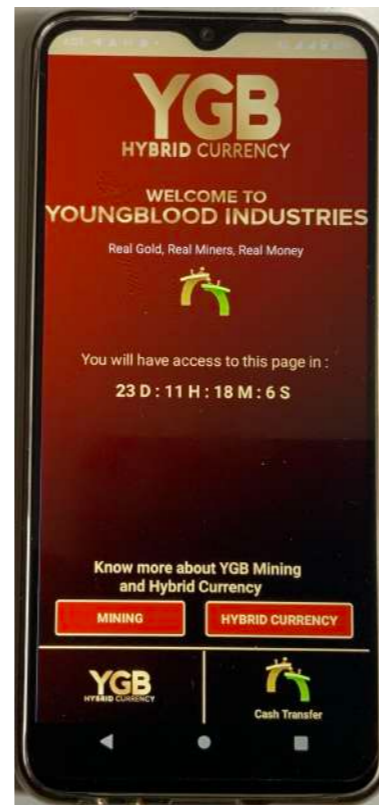 YGB
HYBRID CURRENCY
WELCOME TO
YOUNGBLOOD INDUSTRIES
Real Gold, Real Miners, Real Money
You will have access to this page in :
23 D : 11 H : 18 M : 6 S
Know more about YGB Mining
and Hybrid Currency
MINING
HYBRID CURRENCY
YGB
HYBRID CURRENCY
Cash Transfer